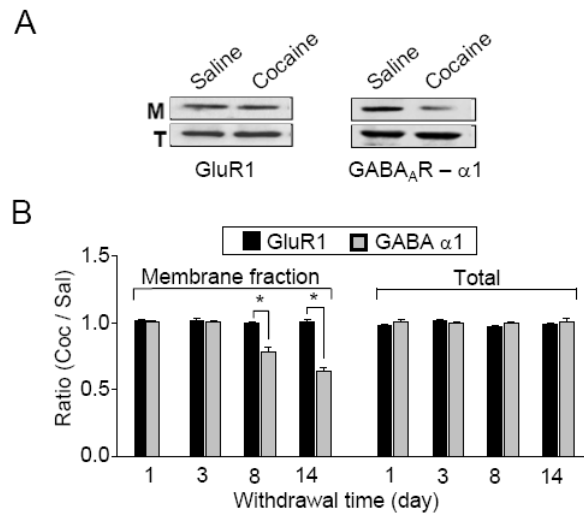 A
Saline Cocaine Saline Cocaine
M
T
GluR1 GABA_AR – α1
B
GluR1 GABA α1
Membrane fraction Total
* *
Ratio (Coc / Sal)
1.5
1.0
0.5
0.0
1 3 8 14 1 3 8 14
Withdrawal time (day)